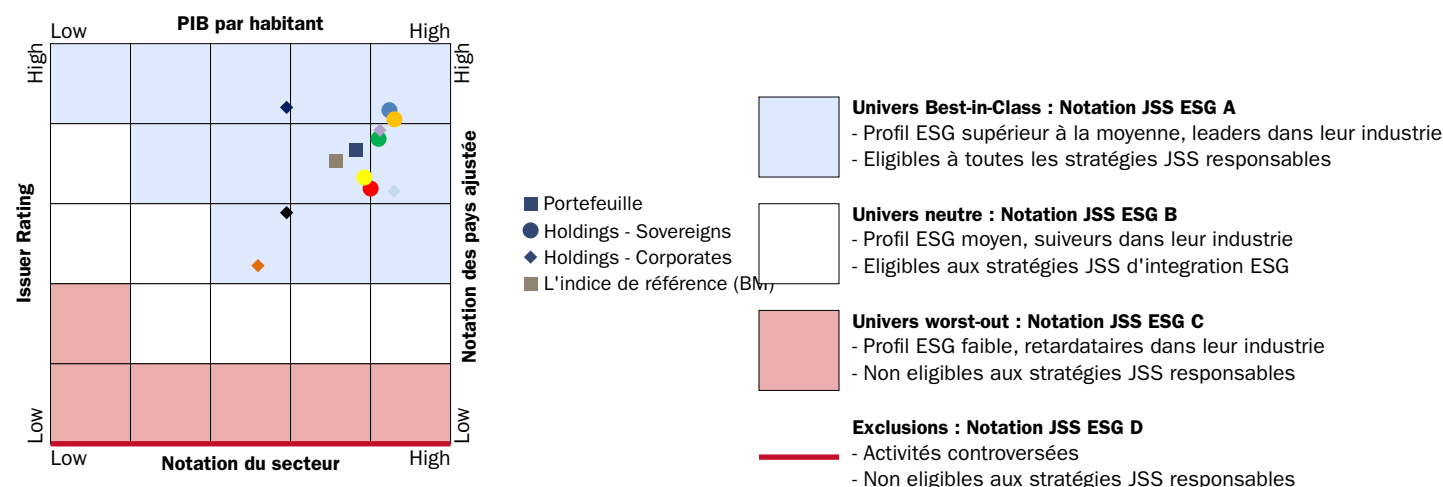 PIB par habitant
Low
High
High
High
Issuer Rating
Notation des pays ajustée
Low
Low
Low
High
Notation du secteur
Portefeuille
Holdings - Sovereigns
Holdings - Corporates
L'indice de référence (BM)
Univers Best-in-Class : Notation JSS ESG A
- Profil ESG supérieur à la moyenne, leaders dans leur industrie
- Eligibles à toutes les stratégies JSS responsables
Univers neutre : Notation JSS ESG B
- Profil ESG moyen, suiveurs dans leur industrie
- Eligibles aux stratégies JSS d'integration ESG
Univers worst-out : Notation JSS ESG C
- Profil ESG faible, retardataires dans leur industrie
- Non eligibles aux stratégies JSS responsables
Exclusions : Notation JSS ESG D
- Activités controversées
- Non eligibles aux stratégies JSS responsables